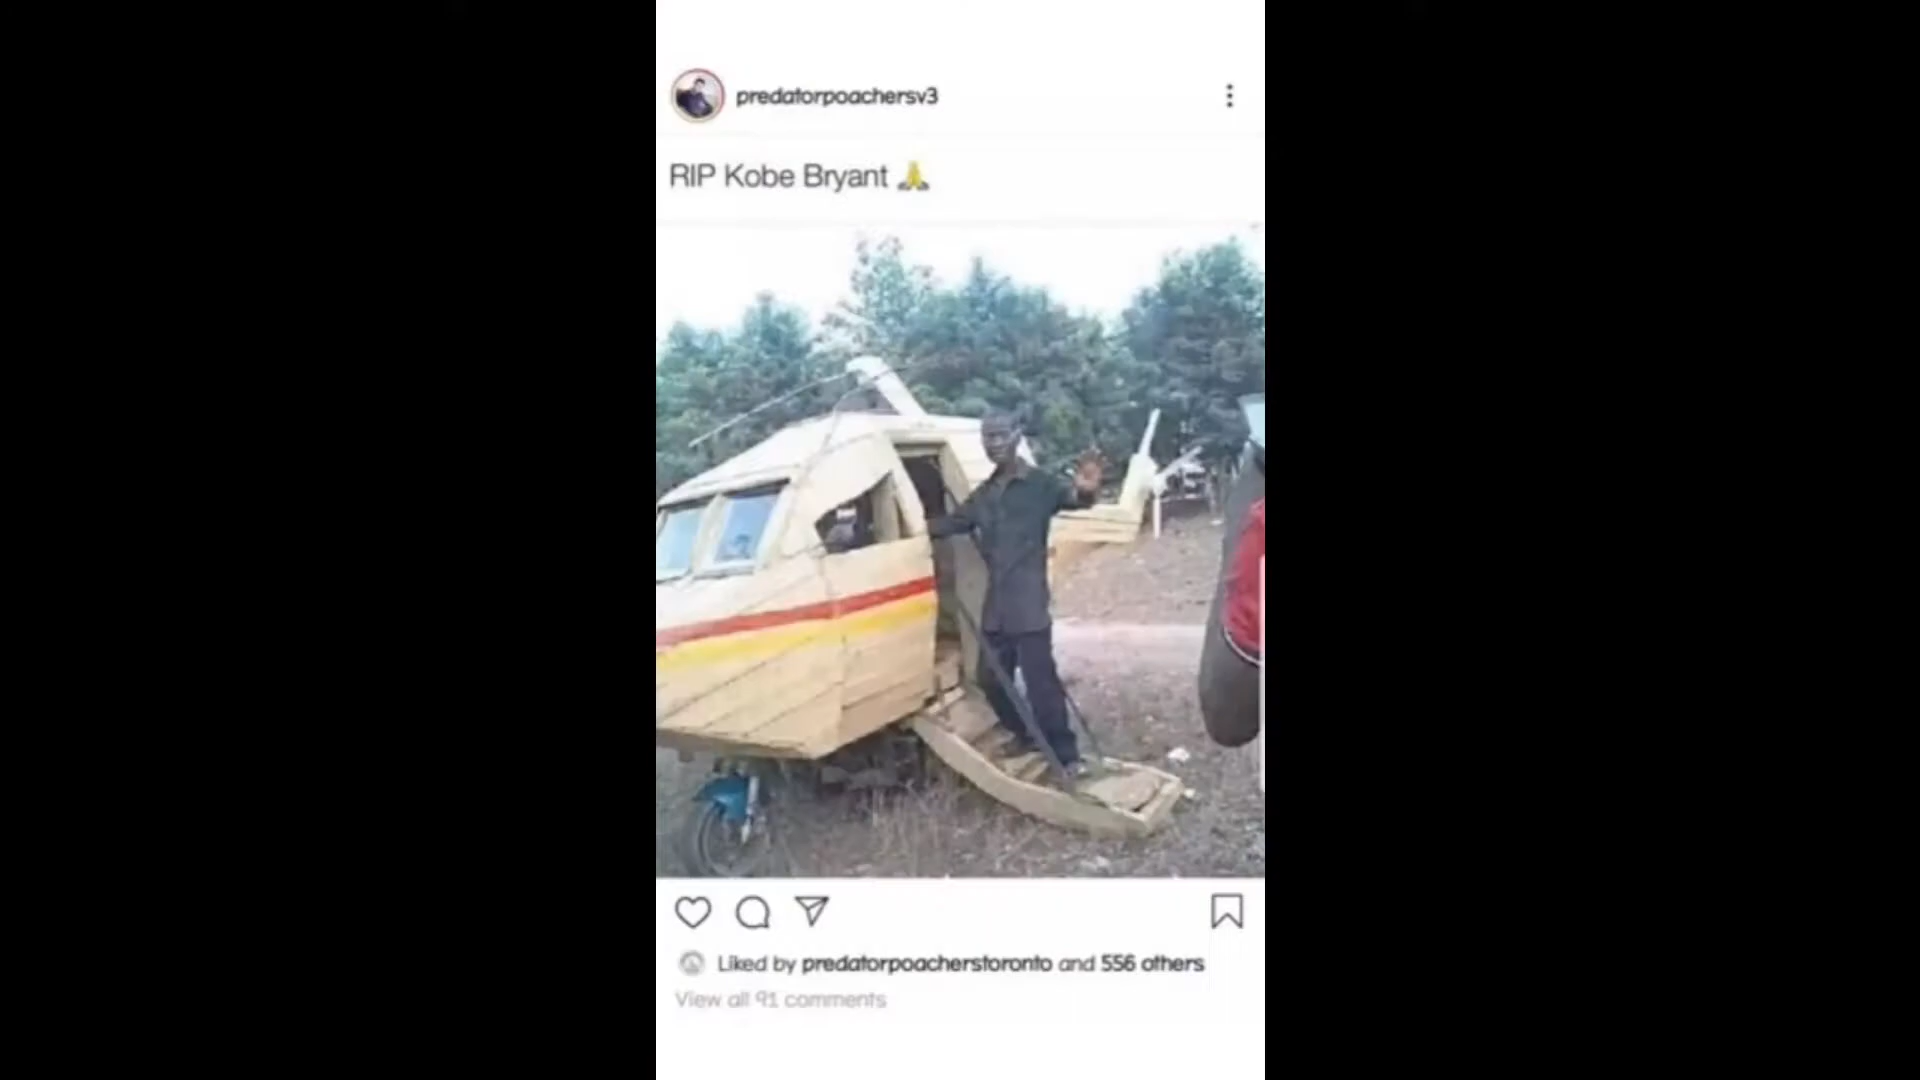 predatorpoachersv3
RIP Kobe Bryant 🙏
Liked by predatorpoacherstoronto and 556 others
View all 91 comments